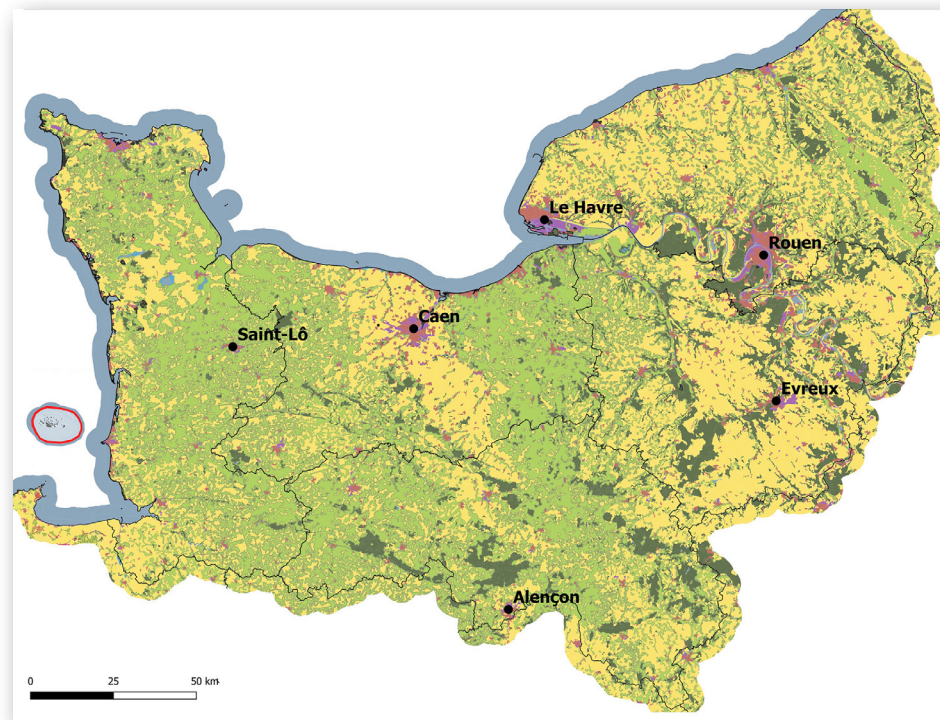 Le Havre
Rouen
Caen
Saint-Lô
Evreux
Alençon
0 25 50 km